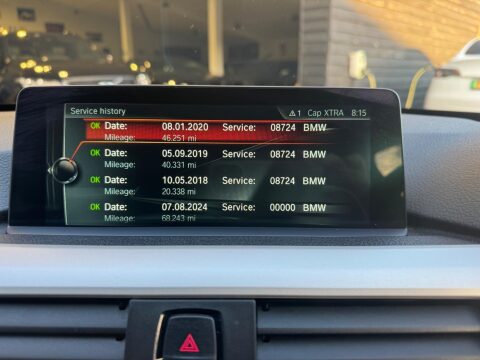 Service history ⚠1 Cap XTRA 8:15
OK Date: 08.01.2020 Service: 08724 BMW
Mileage: 46.251 mi
OK Date: 05.09.2019 Service: 08724 BMW
Mileage: 40.331 mi
OK Date: 10.05.2018 Service: 08724 BMW
Mileage: 20.338 mi
OK Date: 07.08.2024 Service: 00000 BMW
Mileage: 68.243 mi